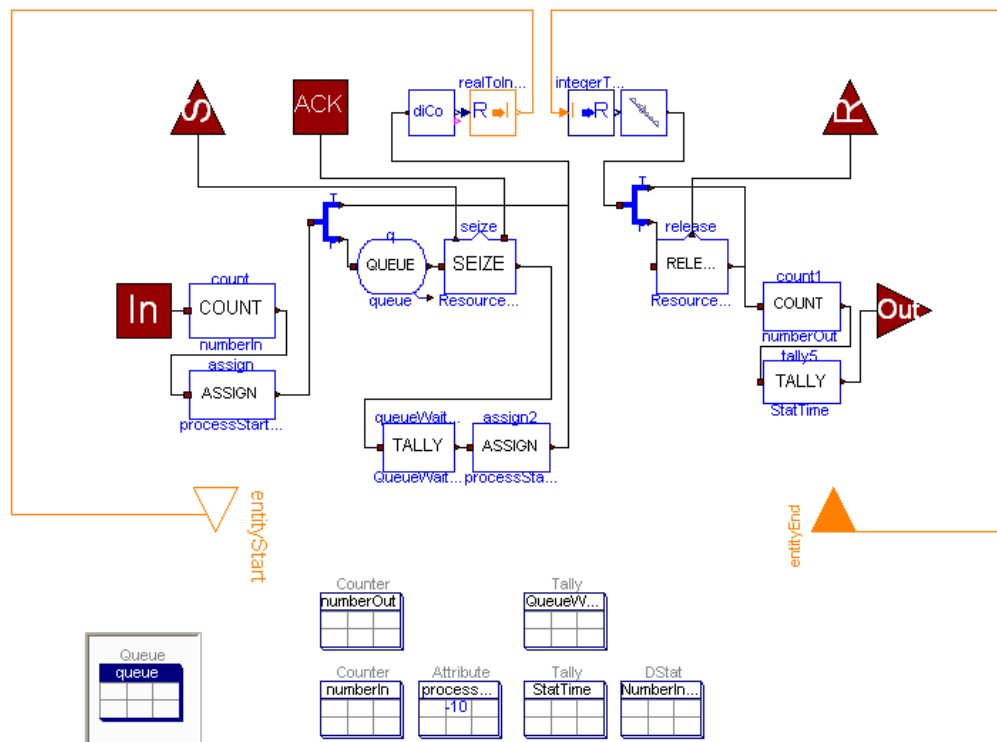 realToIn...
integerT...
S
ACK
diCo
R
I
I
R
R
T
F
T
q
QUEUE
queue
seize
SEIZE
Resource...
release
RELE...
Resource...
In
count
COUNT
numberIn
assign
ASSIGN
processStart...
count1
COUNT
numberOut
Out
tally5
TALLY
StatTime
queueWait...
TALLY
QueueWait...
assign2
ASSIGN
processSta...
entityStart
entityEnd
Counter
numberOut
Tally
QueueW...
Queue
queue
Counter
numberIn
Attribute
process...
-10
Tally
StatTime
DStat
NumberIn...